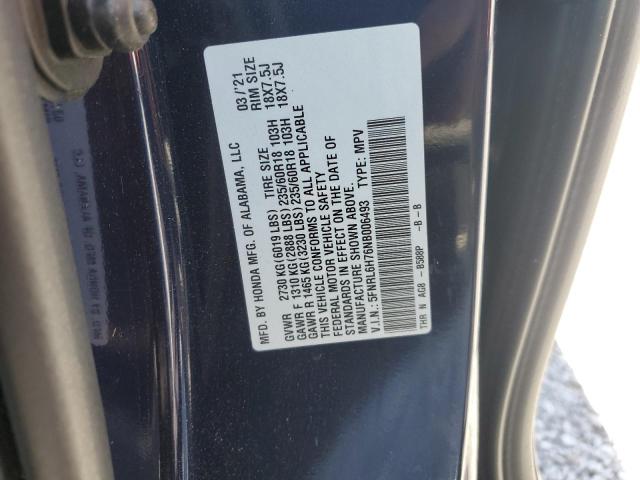 MFD. BY HONDA MFG. OF ALABAMA, LLC 03/'21
TIRE SIZE RIM SIZE
GVWR 2730 KG(6019 LBS)
GAWR F 1310 KG(2888 LBS) 235/60R18 103H 18X7.5J
GAWR R 1465 KG(3230 LBS) 235/60R18 103H 18X7.5J
THIS VEHICLE CONFORMS TO ALL APPLICABLE
FEDERAL MOTOR VEHICLE SAFETY
STANDARDS IN EFFECT ON THE DATE OF
MANUFACTURE SHOWN ABOVE.
V.I.N.: 5FNRL6H76NB006493 TYPE: MPV
THR N AG8 - B588P -B-B